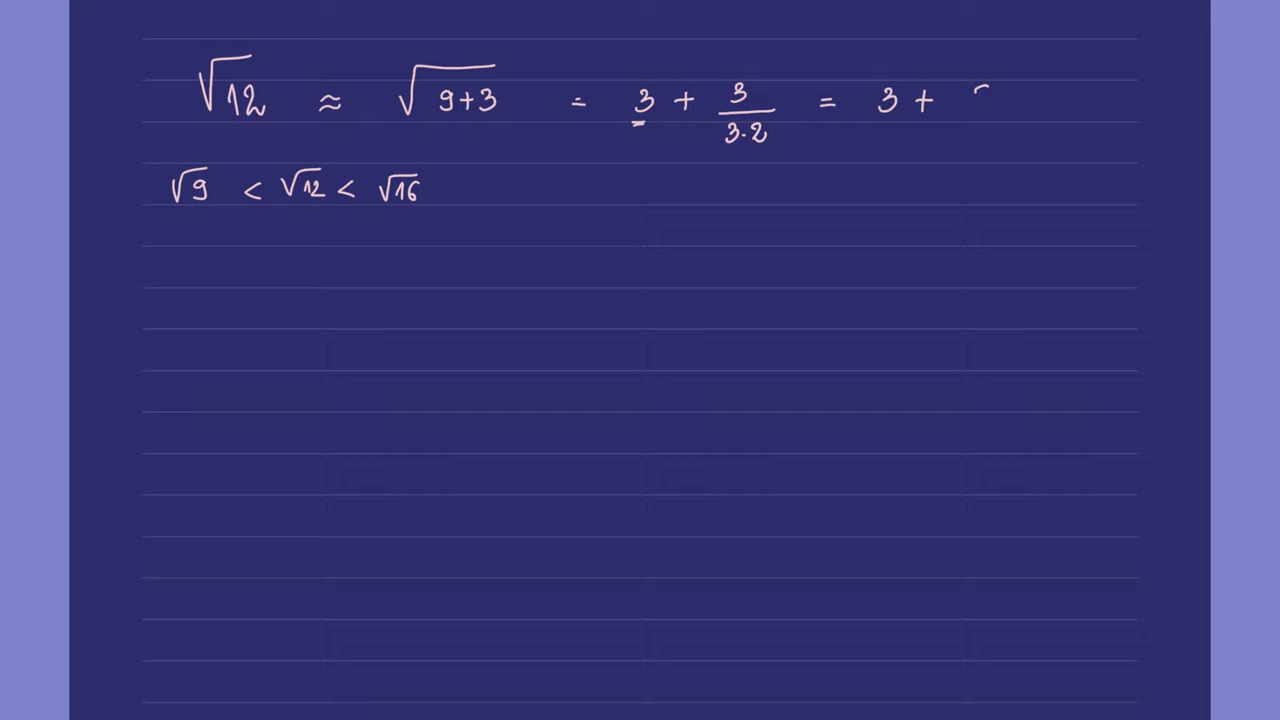 √12 ≈ √9+3 = 3 + 3/3·2 = 3 +
√9 < √12 < √16